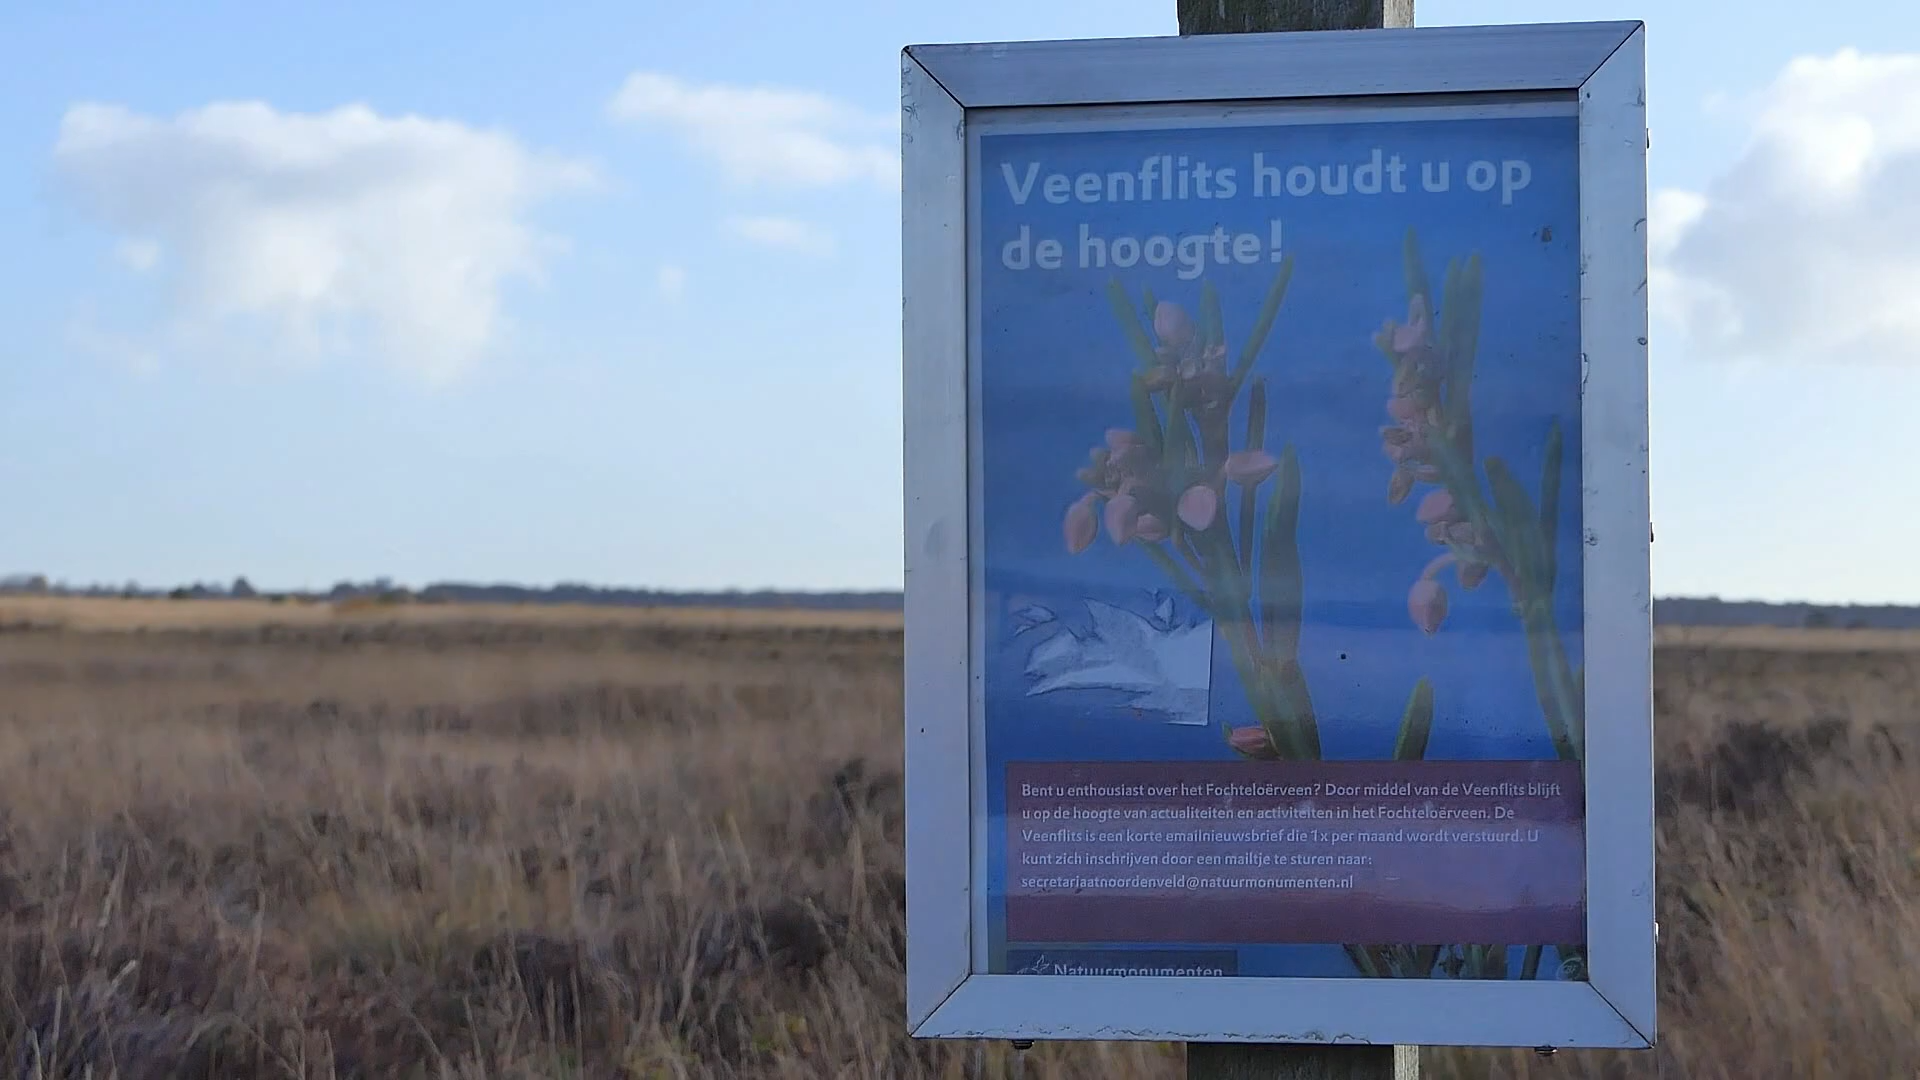 Veenflits houdt u op
de hoogte!
Bent u enthousiast over het Fochteloërveen? Door middel van de Veenflits blijft
u op de hoogte van actualiteiten en activiteiten in het Fochteloërveen. De
Veenflits is een korte emailnieuwsbrief die 1x per maand wordt verstuurd. U
kunt zich inschrijven door een mailtje te sturen naar:
secretariaatnoordenveld@natuurmonumenten.nl
Natuurmonumenten